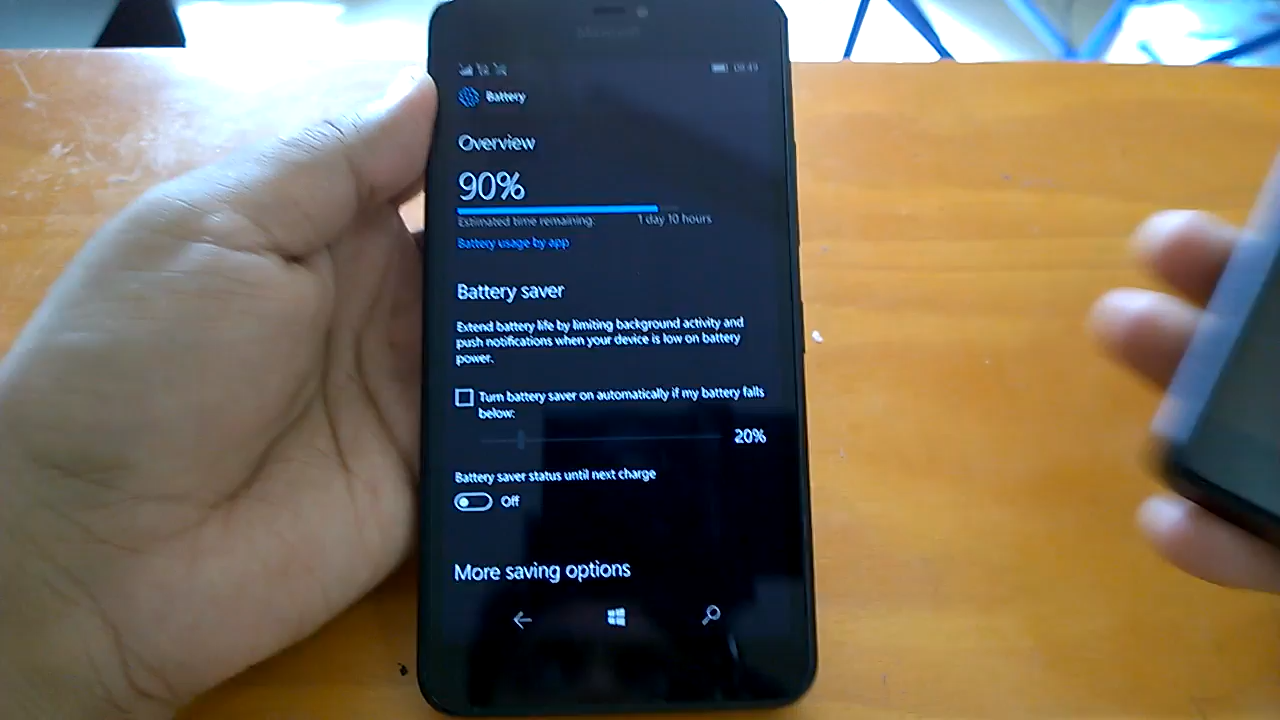 Microsoft
Battery
Overview
90%
Estimated time remaining: 1 day 10 hours
Battery usage by app
Battery saver
Extend battery life by limiting background activity and
push notifications when your device is low on battery
power.
Turn battery saver on automatically if my battery falls
below:
20%
Battery saver status until next charge
Off
More saving options